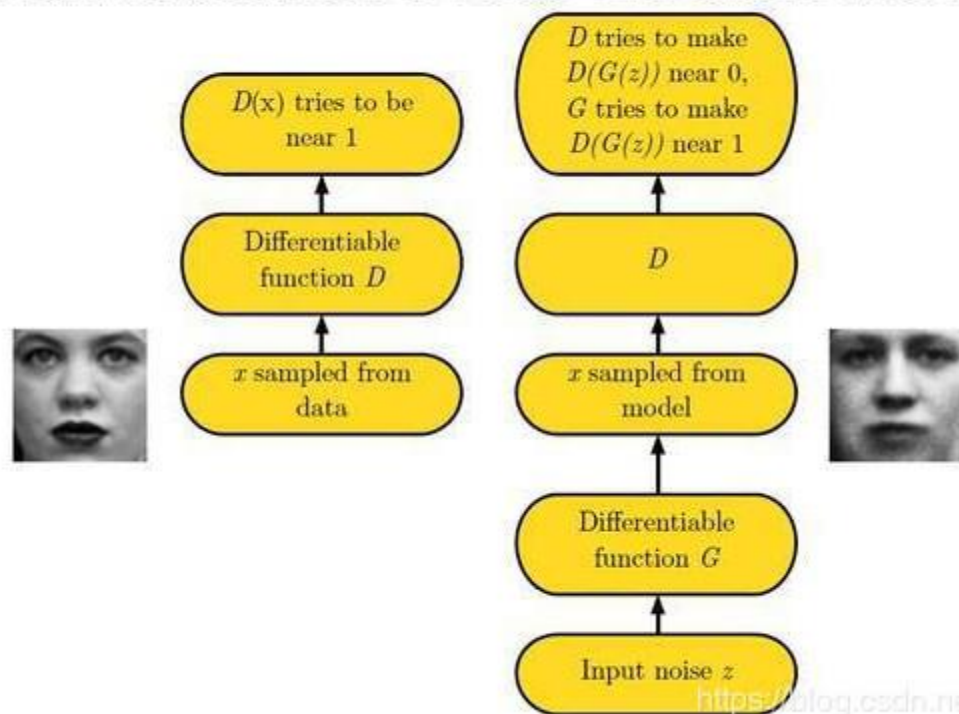 D(x) tries to be
near 1
Differentiable
function D
x sampled from
data
D tries to make
D(G(z)) near 0,
G tries to make
D(G(z)) near 1
D
x sampled from
model
Differentiable
function G
Input noise z
https://blog.csdn.ne